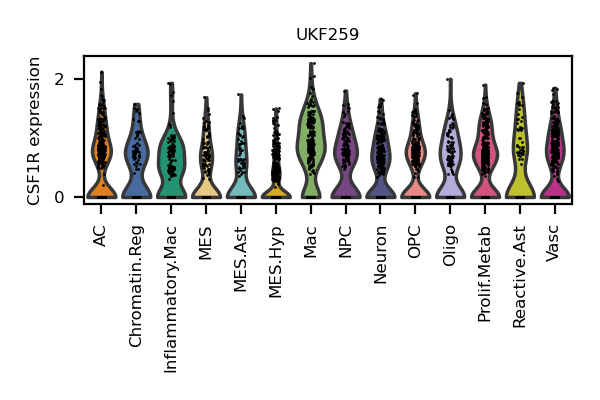 UKF259
CSF1R expression
2
0
AC
Chromatin.Reg
Inflammatory.Mac
MES
MES.Ast
MES.Hyp
Mac
NPC
Neuron
OPC
Oligo
Prolif.Metab
Reactive.Ast
Vasc